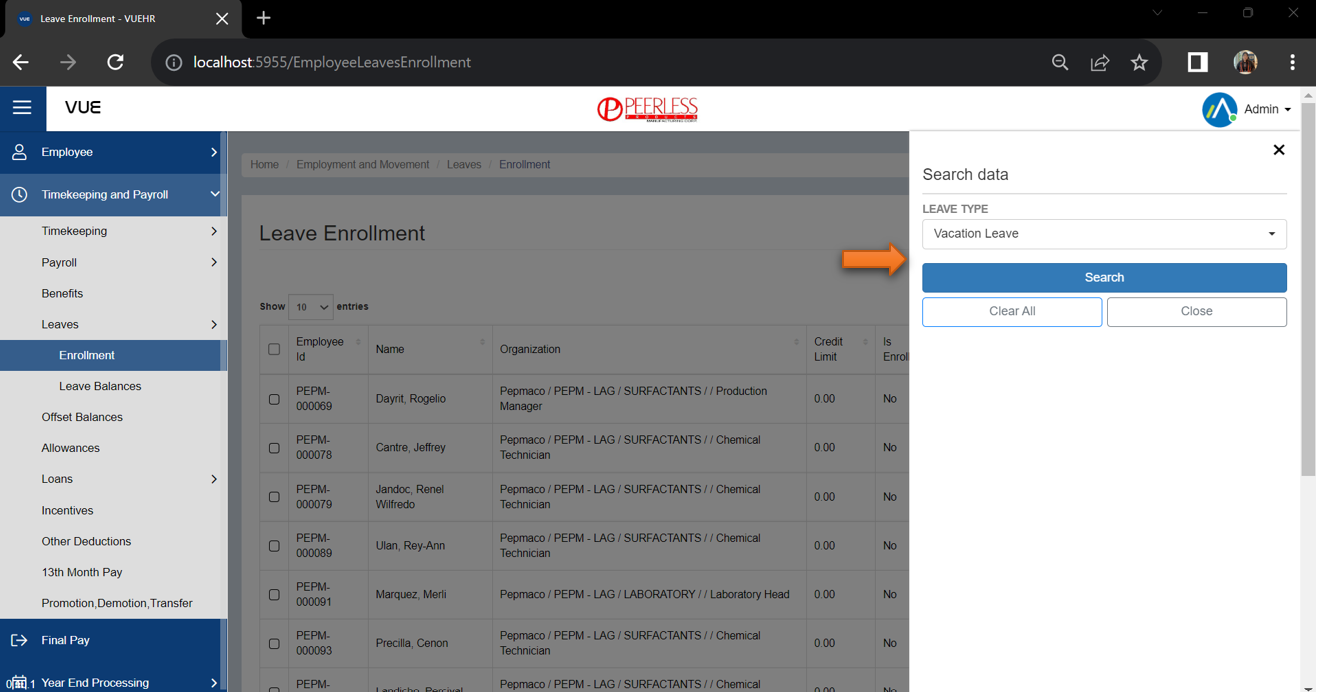 VUE Leave Enrollment - VUEHR
localhost:5955/EmployeeLeavesEnrollment
VUE
PEERLESS
PRODUCTS
Admin
Employee
Timekeeping and Payroll
Timekeeping
Payroll
Benefits
Leaves
Enrollment
Leave Balances
Offset Balances
Allowances
Loans
Incentives
Other Deductions
13th Month Pay
Promotion,Demotion,Transfer
Final Pay
Year End Processing
Home / Employment and Movement / Leaves / Enrollment
Leave Enrollment
Show 10 entries
Employee Name Organization Credit Is
Id Limit Enroll
PEPM- Dayrit, Rogelio Pepmaco / PEPM - LAG / SURFACTANTS / / Production 0.00 No
000069 Manager
PEPM- Cantre, Jeffrey Pepmaco / PEPM - LAG / SURFACTANTS / / Chemical 0.00 No
000078 Technician
PEPM- Jandoc, Renel Pepmaco / PEPM - LAG / SURFACTANTS / / Chemical 0.00 No
000079 Wilfredo Technician
PEPM- Ulan, Rey-Ann Pepmaco / PEPM - LAG / SURFACTANTS / / Chemical 0.00 No
000089 Technician
PEPM- Marquez, Merli Pepmaco / PEPM - LAG / LABORATORY / / Laboratory Head 0.00 No
000091
PEPM- Precilla, Cenon Pepmaco / PEPM - LAG / SURFACTANTS / / Chemical 0.00 No
000093 Technician
PEPM- Landicho, Percival Pepmaco / PEPM - LAG / SURFACTANTS / / Chemical 0.00 No
Search data
LEAVE TYPE
Vacation Leave
Search
Clear All Close